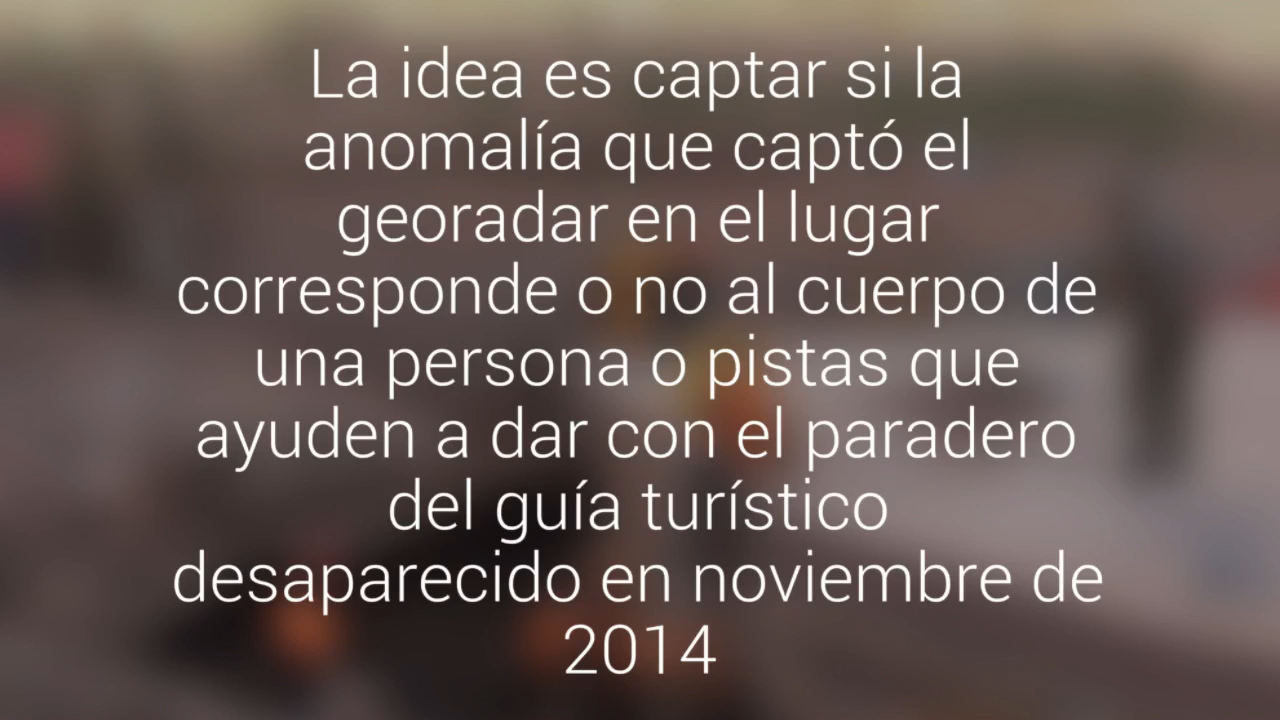 La idea es captar si la
anomalía que captó el
georadar en el lugar
corresponde o no al cuerpo de
una persona o pistas que
ayuden a dar con el paradero
del guía turístico
desaparecido en noviembre de
2014